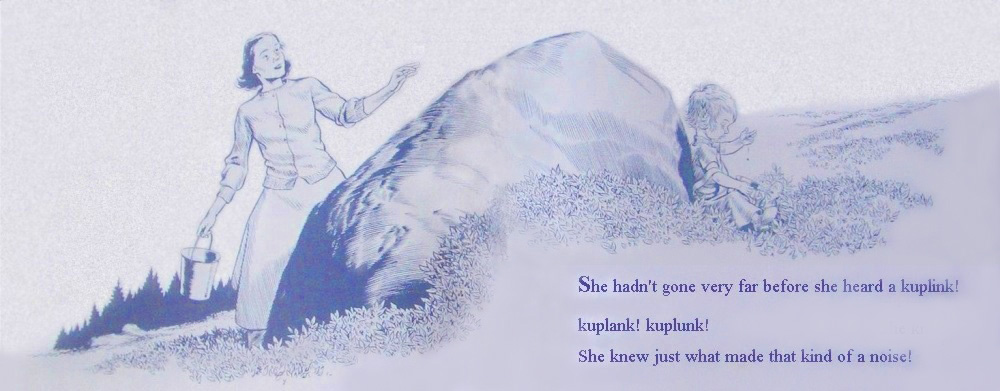 She hadn't gone very far before she heard a kuplink!
kuplank! kuplunk!
She knew just what made that kind of a noise!